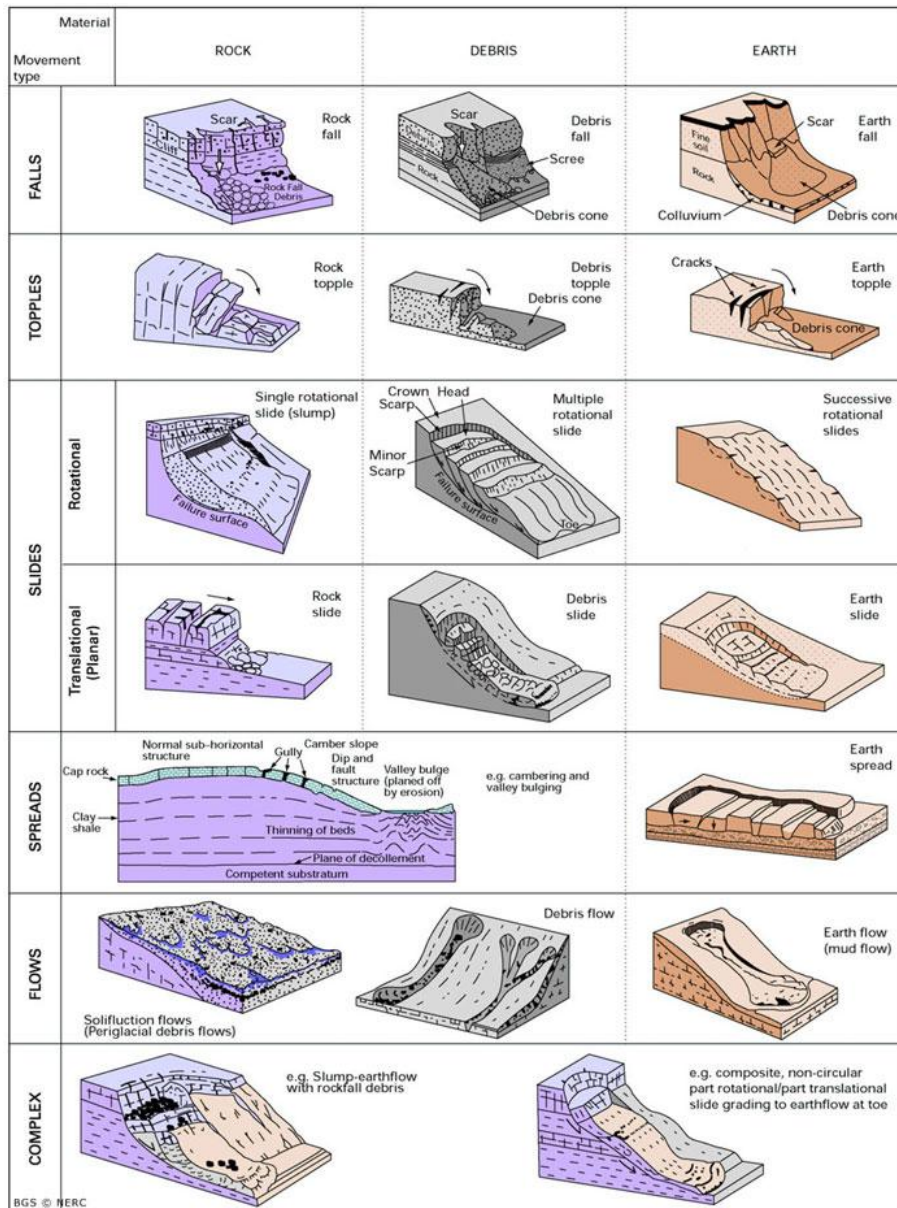 Material
Movement
type
ROCK
DEBRIS
EARTH
FALLS
Scar
Cliff
Rock Fall
Debris
Rock
fall
Scar
Debris
Rock
Debris
fall
Scree
Debris cone
Fine
soil
Rock
Scar
Earth
fall
Colluvium
Debris cone
TOPPLES
Rock
topple
Debris
topple
Debris cone
Cracks
Earth
topple
Debris cone
SLIDES
Rotational
Single rotational
slide (slump)
Failure surface
Crown
Head
Scarp
Minor
Scarp
Failure surface
Toe
Multiple
rotational
slide
Successive
rotational
slides
Translational
(Planar)
Rock
slide
Debris
slide
Earth
slide
SPREADS
Normal sub-horizontal
structure
Gully
Camber slope
Dip and
fault
structure
Valley bulge
(planed off
by erosion)
Cap rock
Clay
shale
Thinning of beds
Plane of decollement
Competent substratum
e.g. cambering and
valley bulging
Earth
spread
FLOWS
Solifluction flows
(Periglacial debris flows)
Debris flow
Earth flow
(mud flow)
COMPLEX
e.g. Slump-earthflow
with rockfall debris
e.g. composite, non-circular
part rotational/part translational
slide grading to earthflow at toe
BGS © NERC